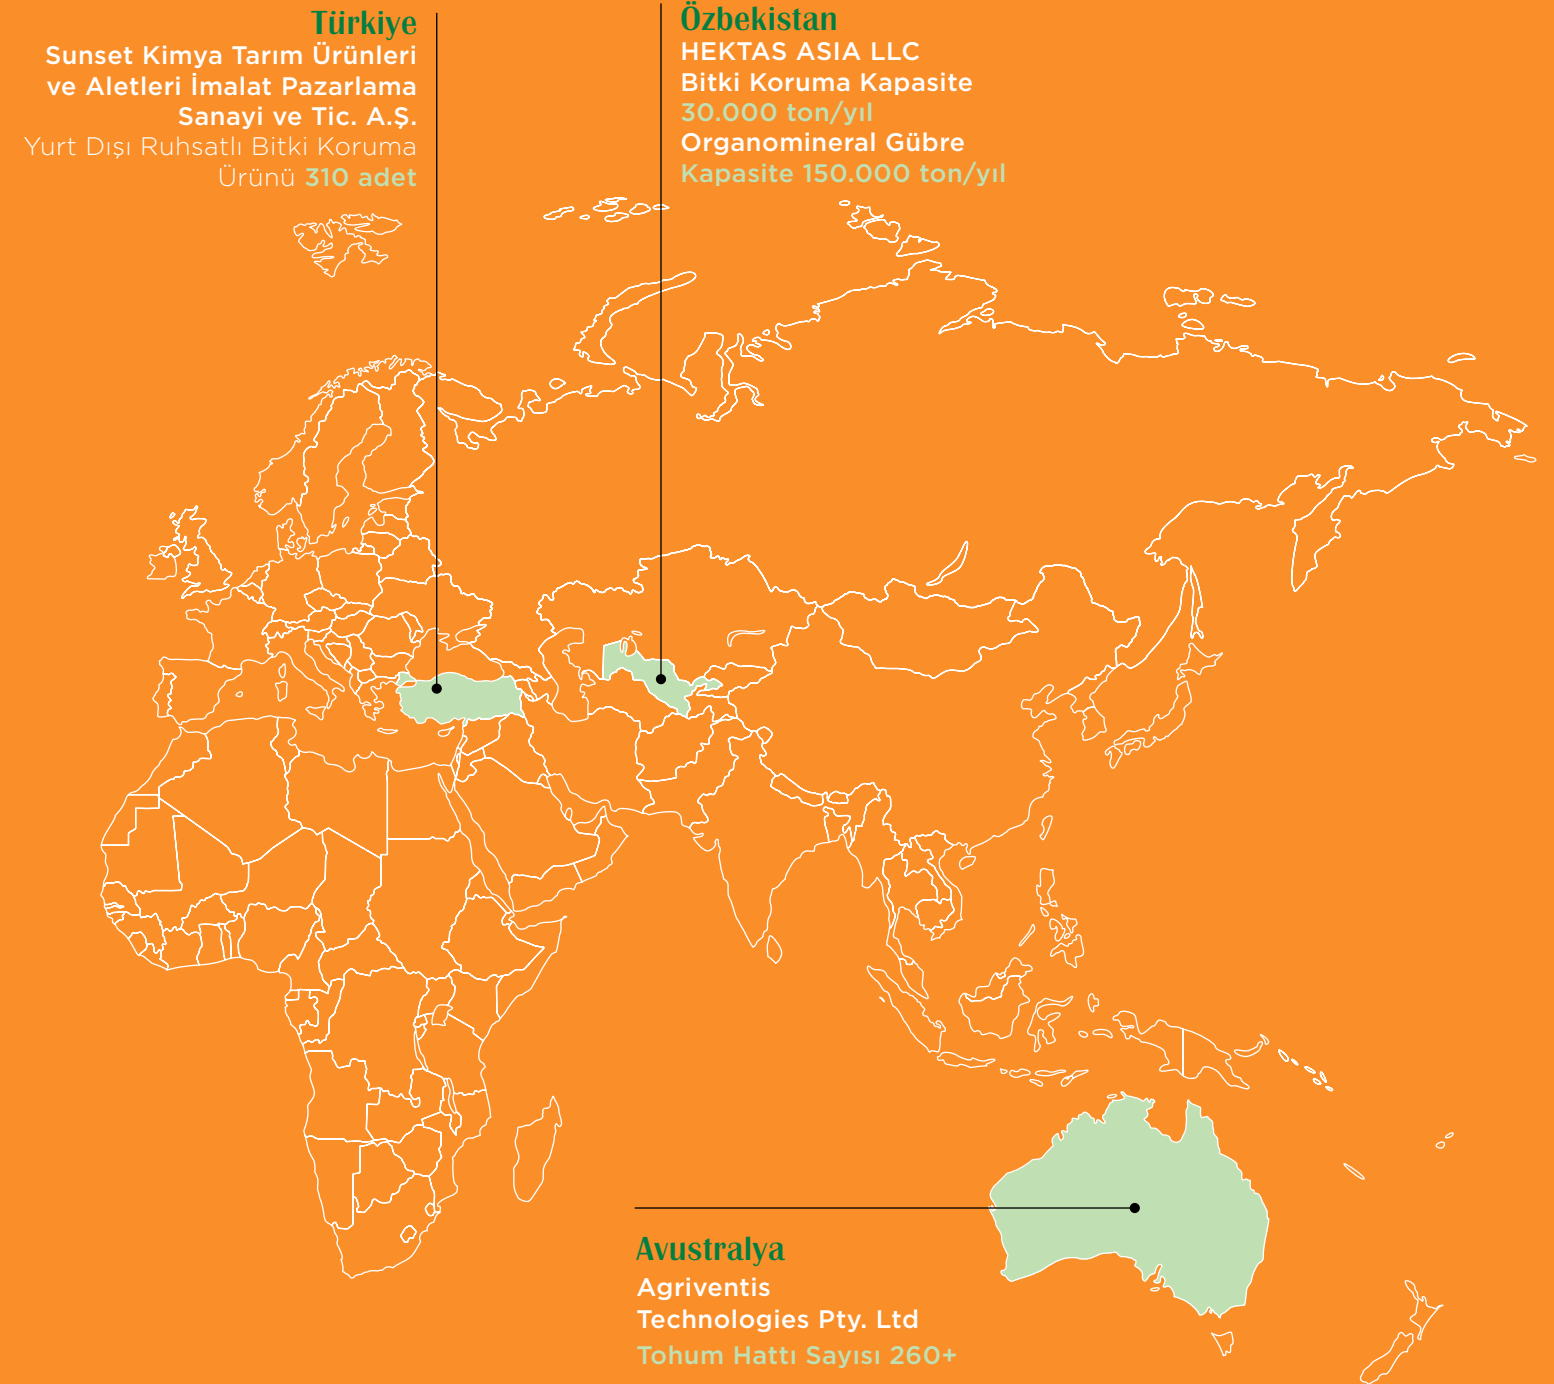 Türkiye
Sunset Kimya Tarım Ürünleri
ve Aletleri İmalat Pazarlama
Sanayi ve Tic. A.Ş.
Yurt Dışı Ruhsatlı Bitki Koruma
Ürünü 310 adet
Özbekistan
HEKTAS ASIA LLC
Bitki Koruma Kapasite
30.000 ton/yıl
Organomineral Gübre
Kapasite 150.000 ton/yıl
Avustralya
Agriventis
Technologies Pty. Ltd
Tohum Hattı Sayısı 260+